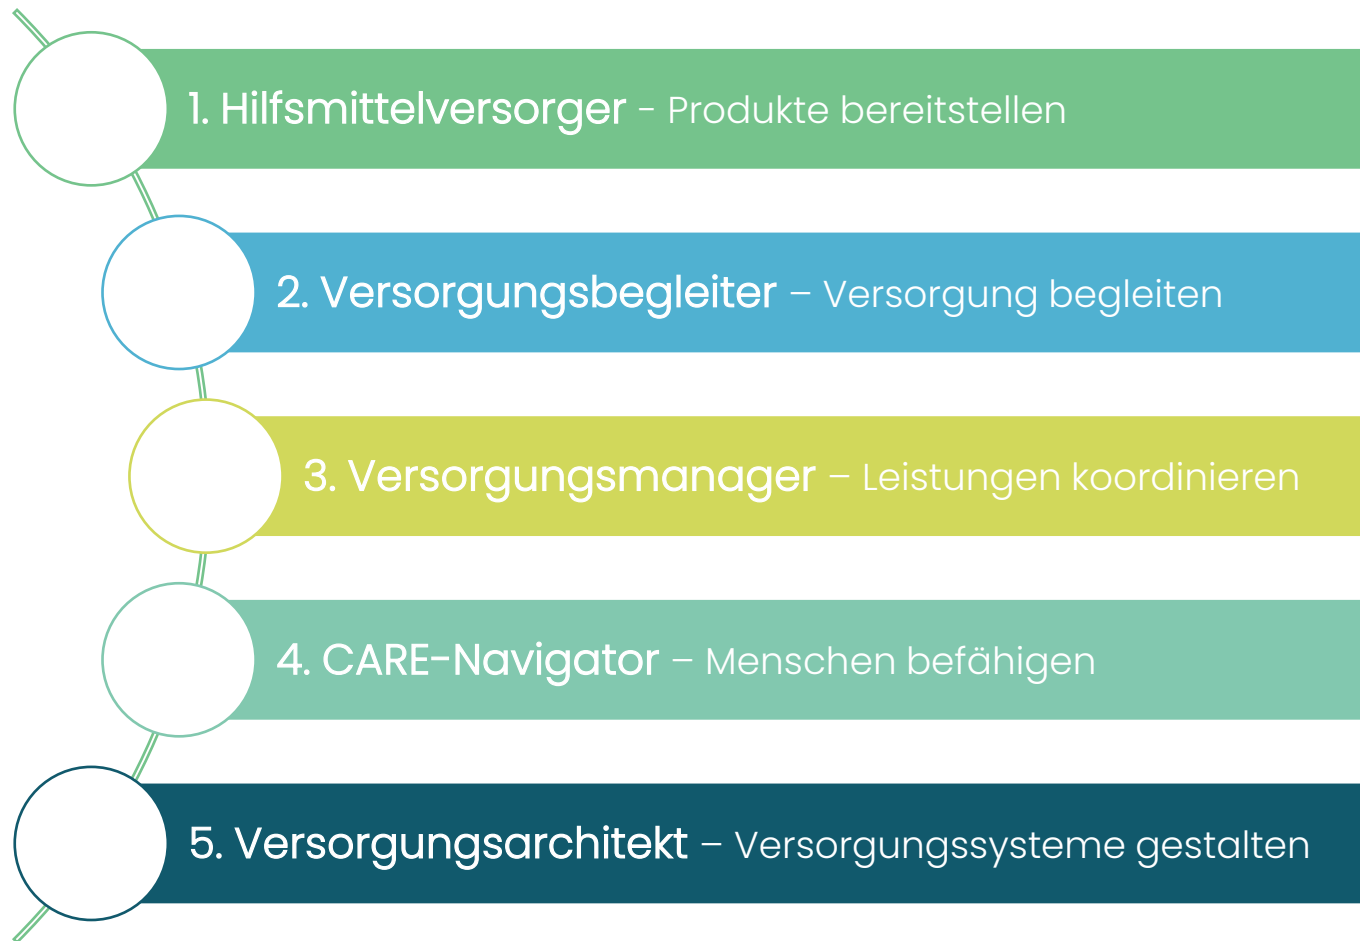 1. Hilfsmittelversorger - Produkte bereitstellen
2. Versorgungsbegleiter – Versorgung begleiten
3. Versorgungsmanager – Leistungen koordinieren
4. CARE-Navigator – Menschen befähigen
5. Versorgungsarchitekt – Versorgungssysteme gestalten